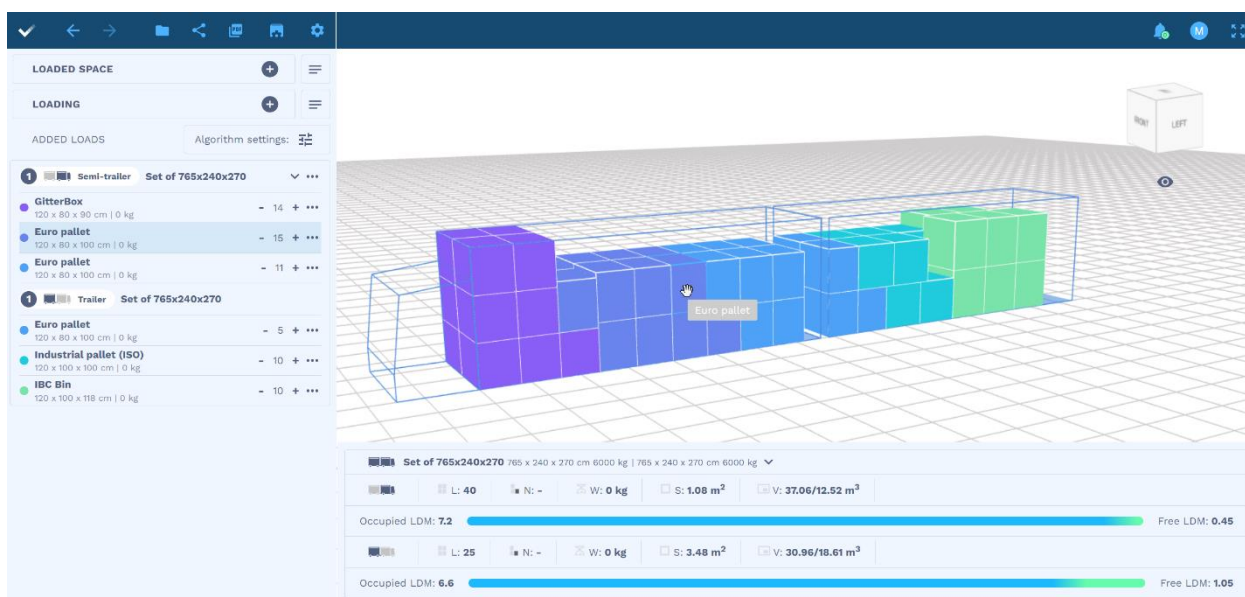 LOADED SPACE
LOADING
ADDED LOADS Algorithm settings:
1 Semi-trailer Set of 765x240x270
GitterBox
120 x 80 x 90 cm | 0 kg
- 14 +
Euro pallet
120 x 80 x 100 cm | 0 kg
- 15 +
Euro pallet
120 x 80 x 100 cm | 0 kg
- 11 +
1 Trailer Set of 765x240x270
Euro pallet
120 x 80 x 100 cm | 0 kg
- 5 +
Industrial pallet (ISO)
120 x 100 x 100 cm | 0 kg
- 10 +
IBC Bin
120 x 100 x 118 cm | 0 kg
- 10 +
M
LEFT
Euro pallet
Set of 765x240x270 765 x 240 x 270 cm 6000 kg | 765 x 240 x 270 cm 6000 kg
L: 40 N: - W: 0 kg S: 1.08 m² V: 37.06/12.52 m³
Occupied LDM: 7.2 Free LDM: 0.45
L: 25 N: - W: 0 kg S: 3.48 m² V: 30.96/18.61 m³
Occupied LDM: 6.6 Free LDM: 1.05